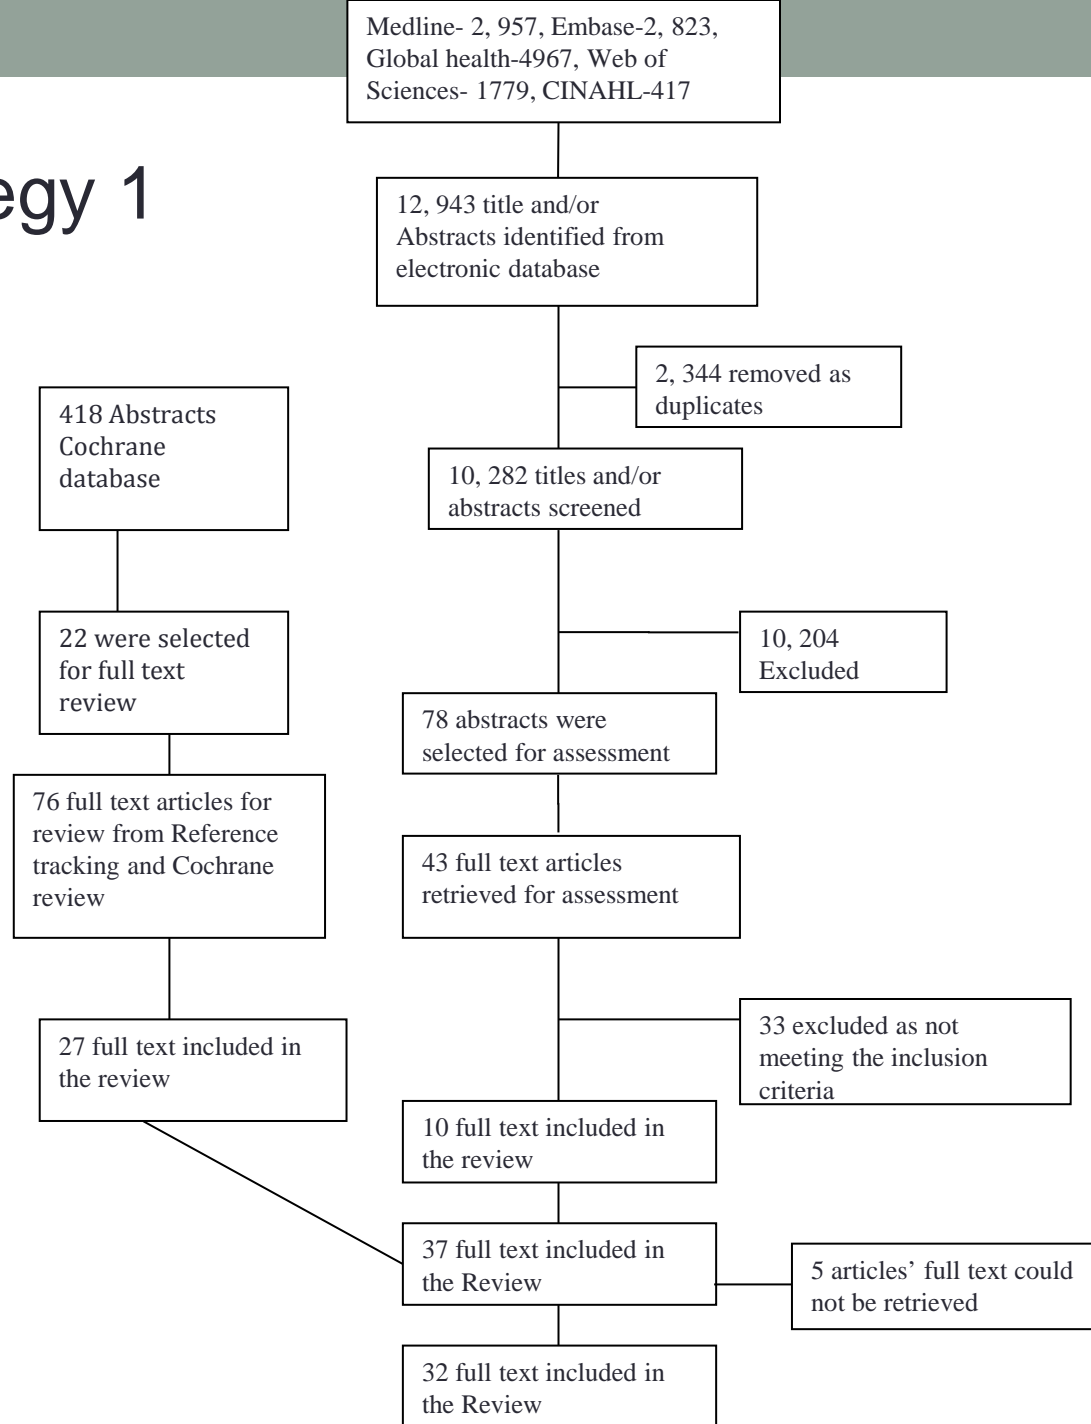 Medline- 2, 957, Embase-2, 823,
Global health-4967, Web of
Sciences- 1779, CINAHL-417
egy 1
12, 943 title and/or
Abstracts identified from
electronic database
2, 344 removed as
duplicates
418 Abstracts
Cochrane
database
10, 282 titles and/or
abstracts screened
22 were selected
for full text
review
10, 204
Excluded
78 abstracts were
selected for assessment
76 full text articles for
review from Reference
tracking and Cochrane
review
43 full text articles
retrieved for assessment
33 excluded as not
meeting the inclusion
criteria
27 full text included in
the review
10 full text included in
the review
37 full text included in
the Review
5 articles’ full text could
not be retrieved
32 full text included in
the Review